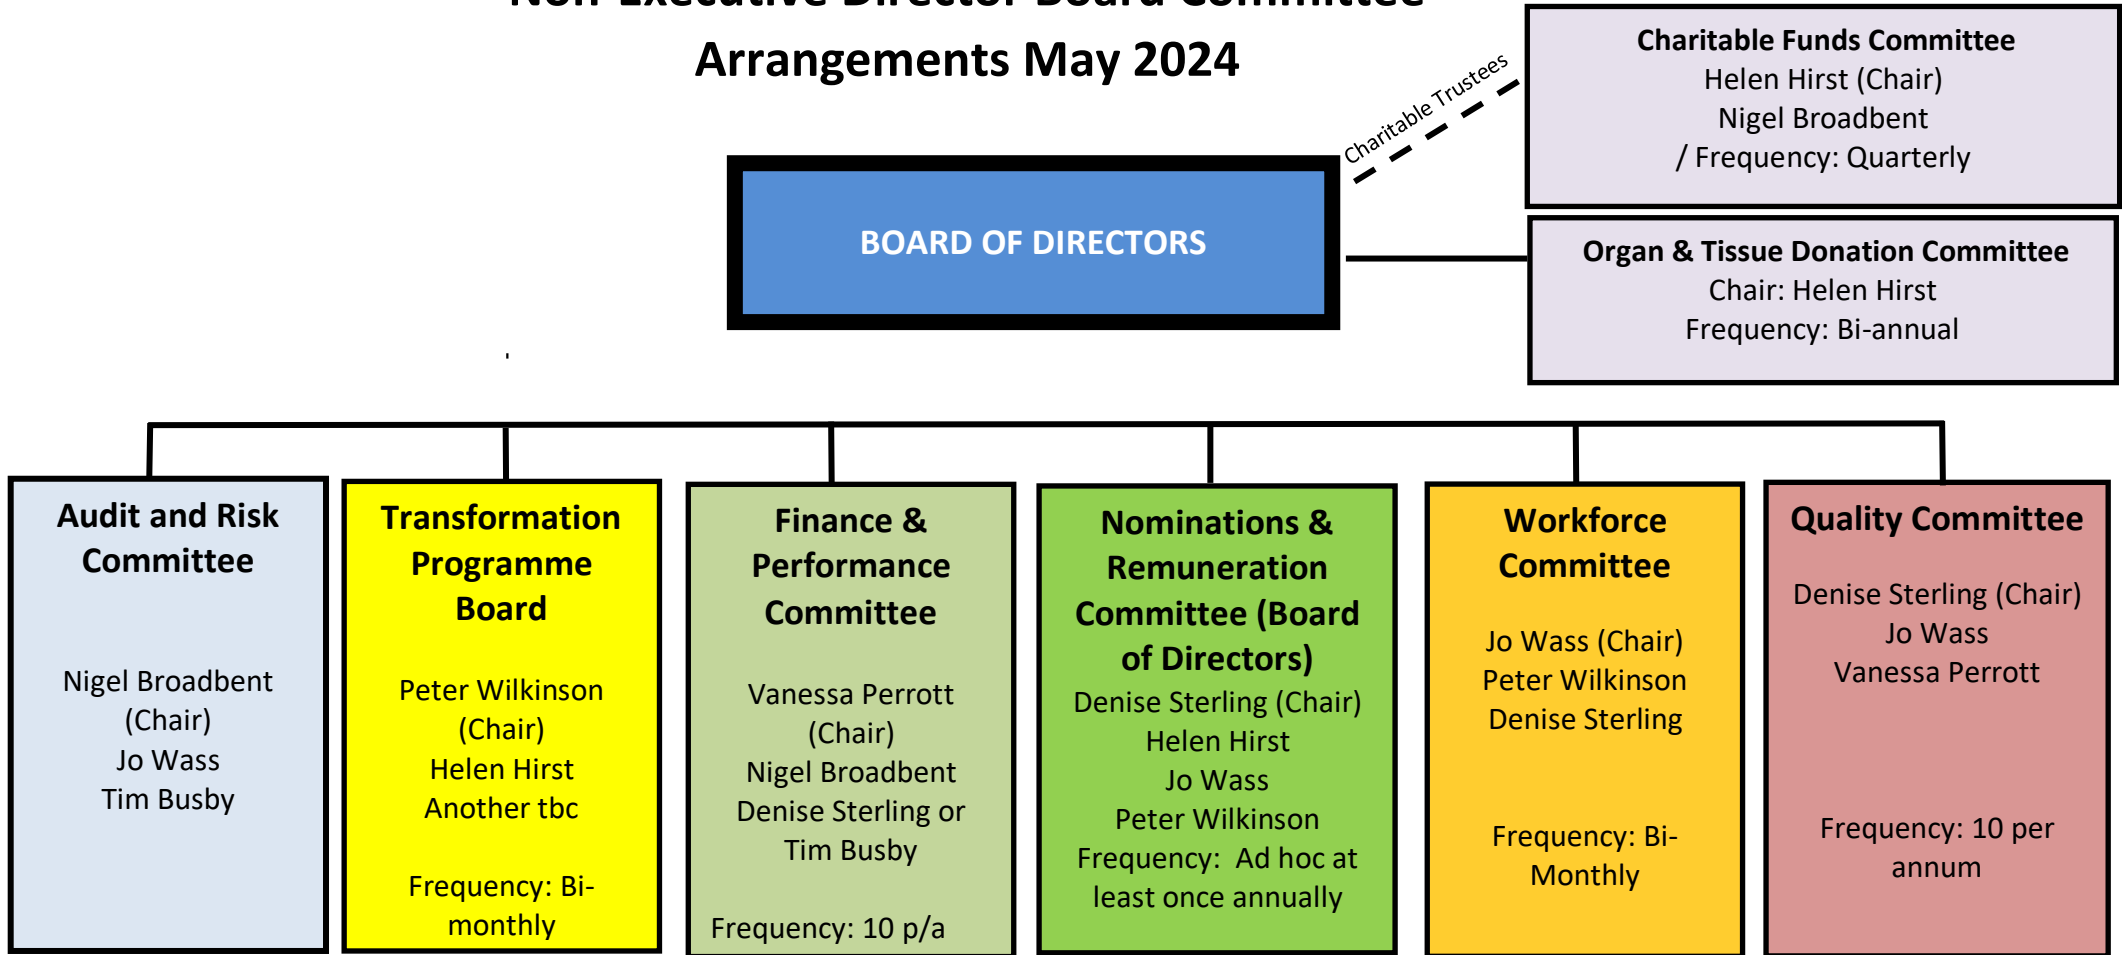 Non-Executive Director Board Committee
Arrangements May 2024
Charitable Funds Committee
Helen Hirst (Chair)
Nigel Broadbent
/ Frequency: Quarterly
Charitable Trustees
BOARD OF DIRECTORS
Organ & Tissue Donation Committee
Chair: Helen Hirst
Frequency: Bi-annual
Audit and Risk
Committee
Nigel Broadbent
(Chair)
Jo Wass
Tim Busby
Transformation
Programme
Board
Peter Wilkinson
(Chair)
Helen Hirst
Another tbc
Frequency: Bi-
monthly
Finance &
Performance
Committee
Vanessa Perrott
(Chair)
Nigel Broadbent
Denise Sterling or
Tim Busby
Frequency: 10 p/a
Nominations &
Remuneration
Committee (Board
of Directors)
Denise Sterling (Chair)
Helen Hirst
Jo Wass
Peter Wilkinson
Frequency: Ad hoc at
least once annually
Workforce
Committee
Jo Wass (Chair)
Peter Wilkinson
Denise Sterling
Frequency: Bi-
Monthly
Quality Committee
Denise Sterling (Chair)
Jo Wass
Vanessa Perrott
Frequency: 10 per
annum